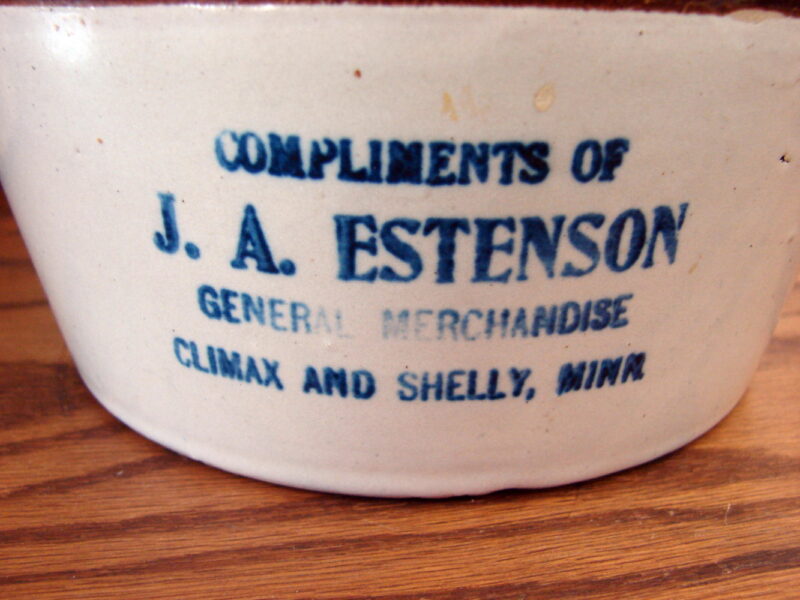 COMPLIMENTS OF
J. A. ESTENSON
GENERAL MERCHANDISE
CLIMAX AND SHELLY, MINN.